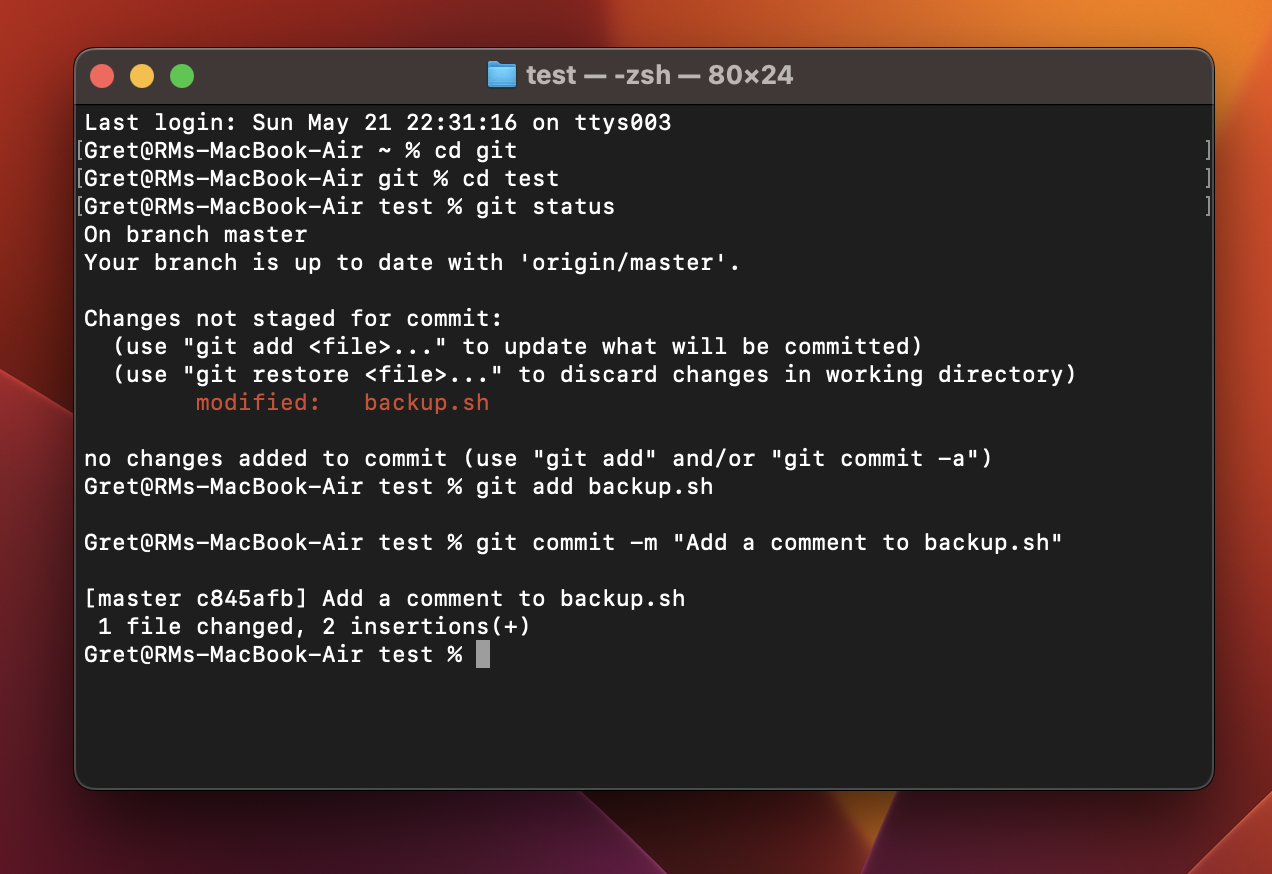 test — -zsh — 80×24
Last login: Sun May 21 22:31:16 on ttys003
[Gret@RMs-MacBook-Air ~ % cd git ]
[Gret@RMs-MacBook-Air git % cd test ]
[Gret@RMs-MacBook-Air test % git status ]
On branch master
Your branch is up to date with 'origin/master'.
Changes not staged for commit:
  (use "git add <file>..." to update what will be committed)
  (use "git restore <file>..." to discard changes in working directory)
        modified:   backup.sh
no changes added to commit (use "git add" and/or "git commit -a")
Gret@RMs-MacBook-Air test % git add backup.sh
Gret@RMs-MacBook-Air test % git commit -m "Add a comment to backup.sh"
[master c845afb] Add a comment to backup.sh
 1 file changed, 2 insertions(+)
Gret@RMs-MacBook-Air test %